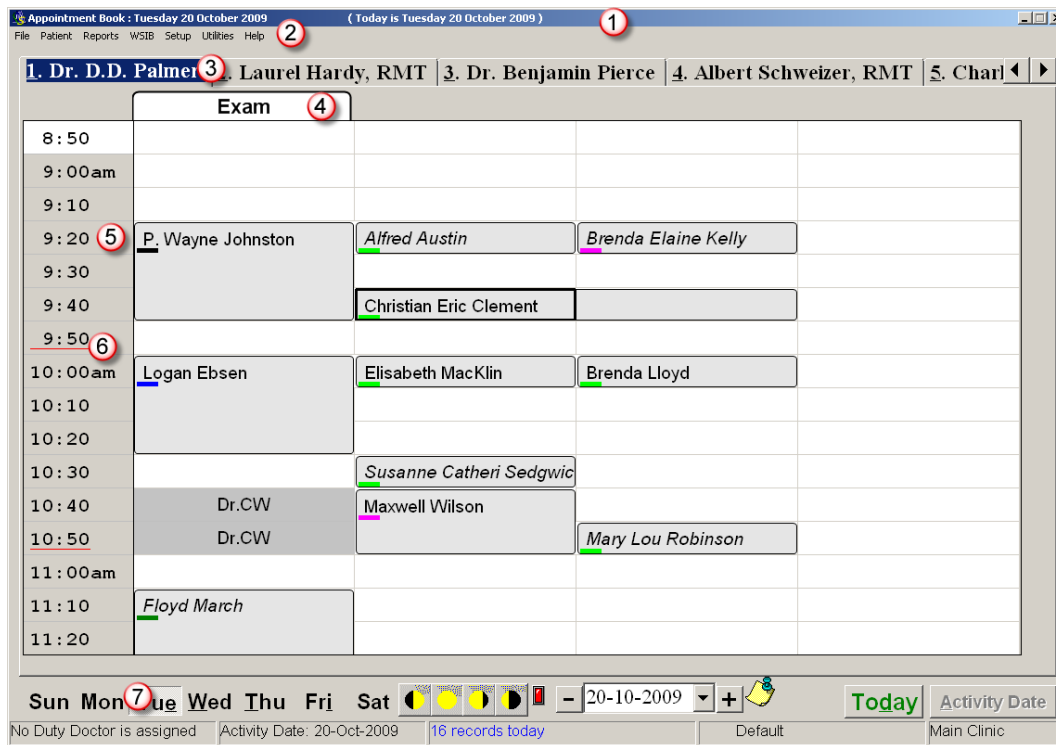 Appointment Book : Tuesday 20 October 2009 ( Today is Tuesday 20 October 2009 ) 1
File Patient Reports WSIB Setup Utilities Help 2
1. Dr. D.D. Palmer 3 . Laurel Hardy, RMT 3. Dr. Benjamin Pierce 4. Albert Schweizer, RMT 5. Charl
Exam 4
8:50
9:00am
9:10
9:20 5 P. Wayne Johnston Alfred Austin Brenda Elaine Kelly
9:30
9:40 Christian Eric Clement
9:50 6
10:00am Logan Ebsen Elisabeth MacKlin Brenda Lloyd
10:10
10:20
10:30 Susanne Catheri Sedgwic
10:40 Dr.CW Maxwell Wilson
10:50 Dr.CW Mary Lou Robinson
11:00am
11:10 Floyd March
11:20
Sun Mon 7 ue Wed Thu Fri Sat - 20-10-2009 + Today Activity Date
No Duty Doctor is assigned Activity Date: 20-Oct-2009 16 records today Default Main Clinic